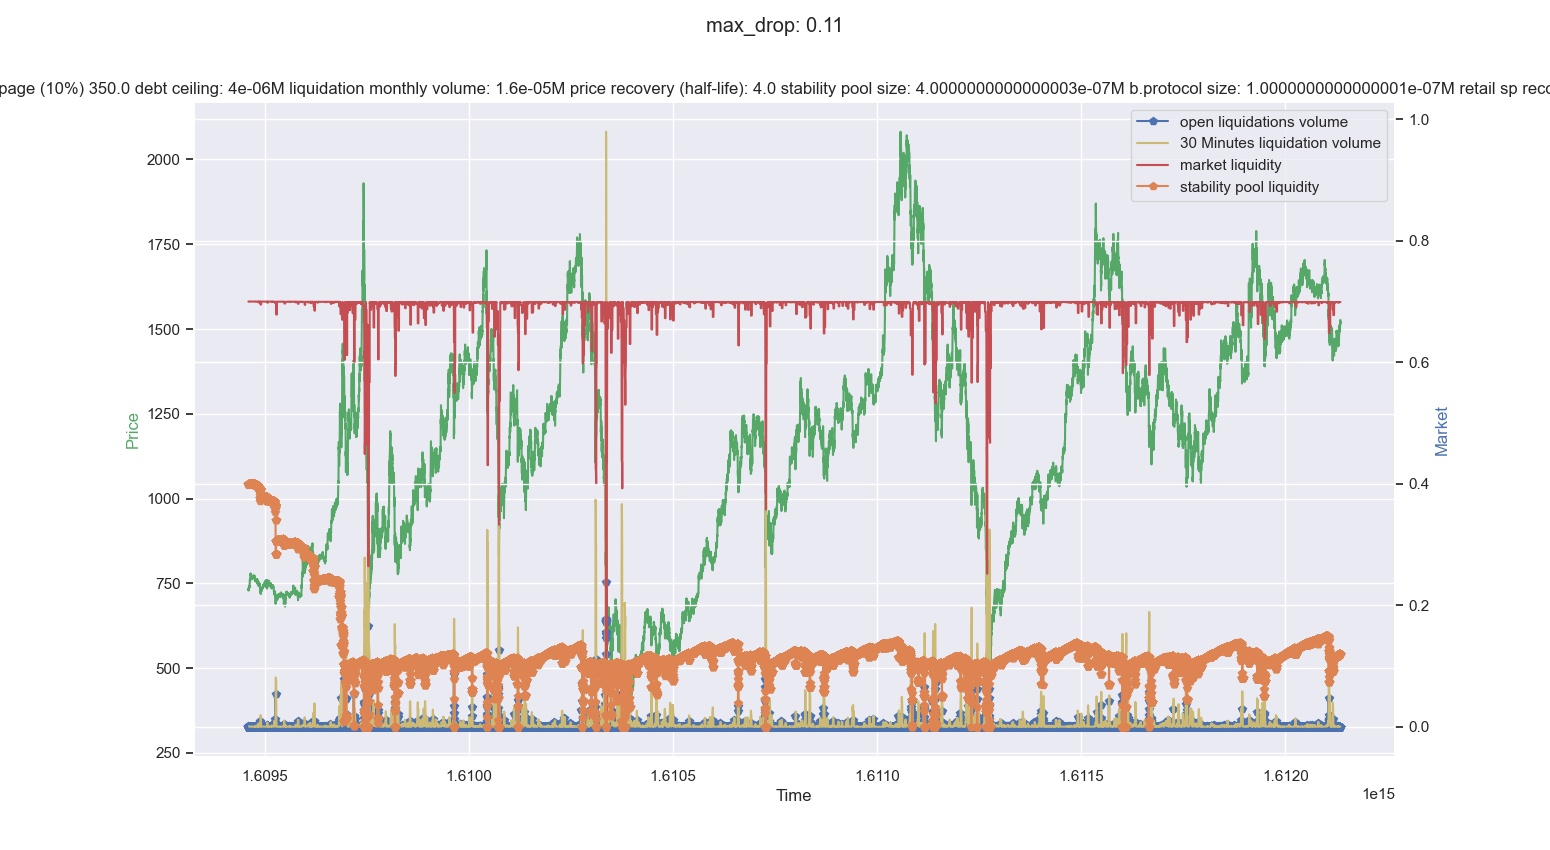 max_drop: 0.11
page (10%) 350.0 debt ceiling: 4e-06M liquidation monthly volume: 1.6e-05M price recovery (half-life): 4.0 stability pool size: 4.0000000000000003e-07M b.protocol size: 1.0000000000000001e-07M retail sp reco
open liquidations volume
30 Minutes liquidation volume
market liquidity
stability pool liquidity
2000
1750
1500
1250
1000
750
500
250
Price
1.0
0.8
0.6
0.4
0.2
0.0
Market
1.6095 1.6100 1.6105 1.6110 1.6115 1.6120
1e15
Time